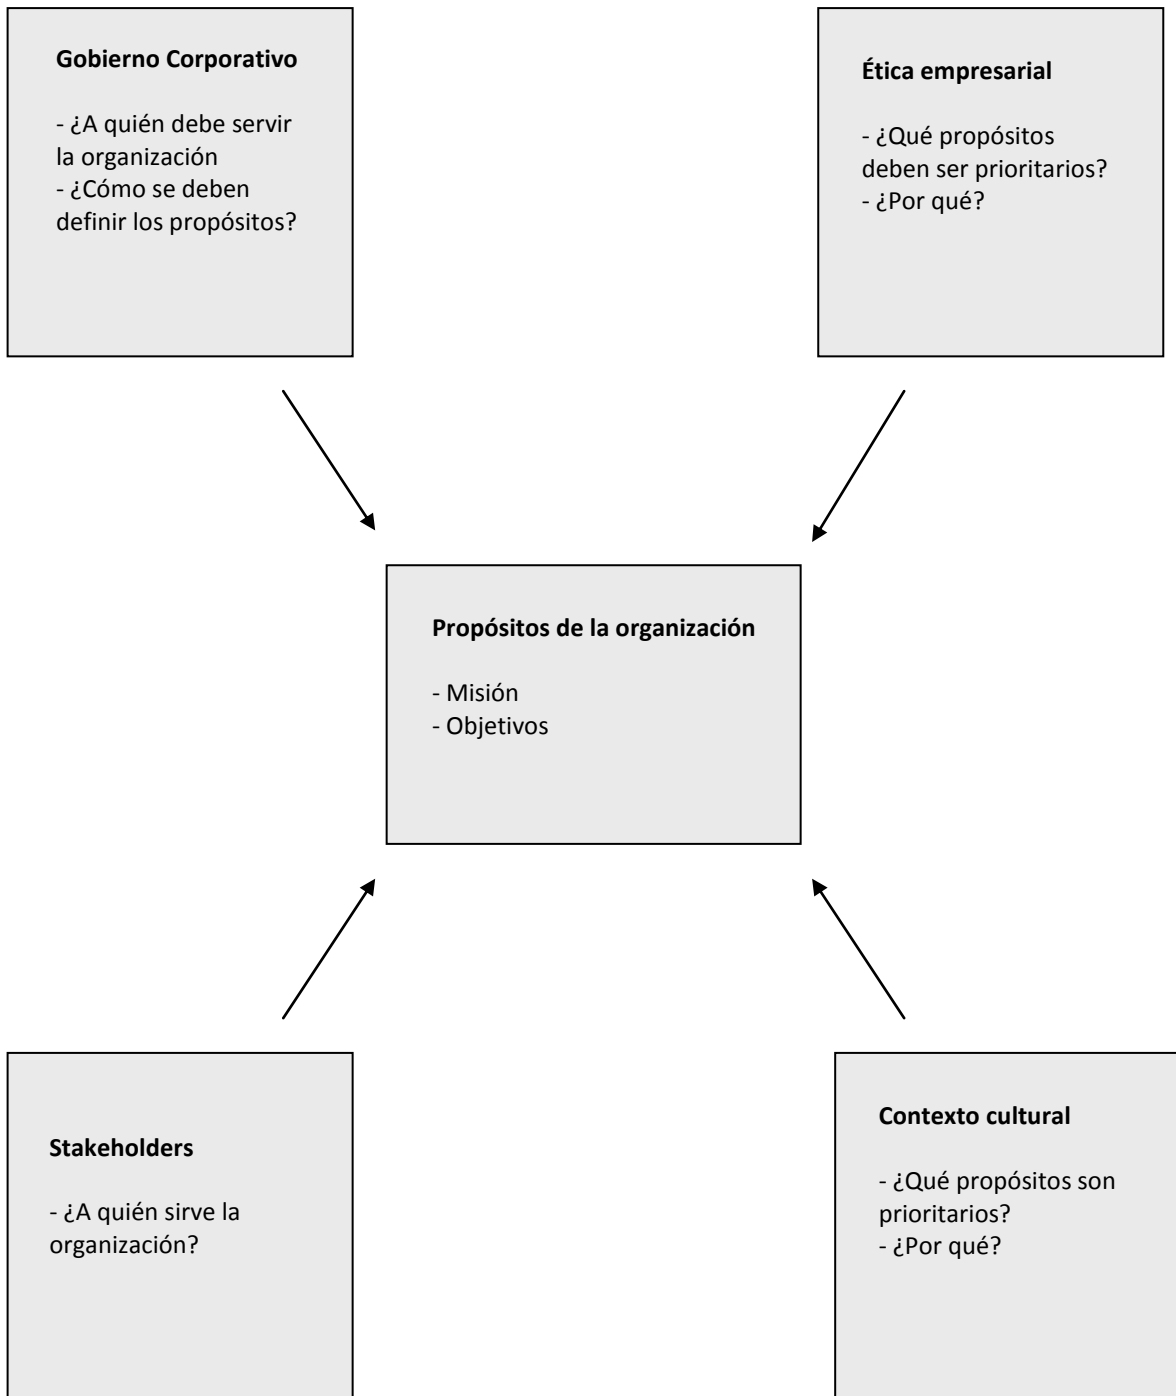 Gobierno Corporativo
- ¿A quién debe servir
la organización
- ¿Cómo se deben
definir los propósitos?
Ética empresarial
- ¿Qué propósitos
deben ser prioritarios?
- ¿Por qué?
Propósitos de la organización
- Misión
- Objetivos
Stakeholders
- ¿A quién sirve la
organización?
Contexto cultural
- ¿Qué propósitos son
prioritarios?
- ¿Por qué?